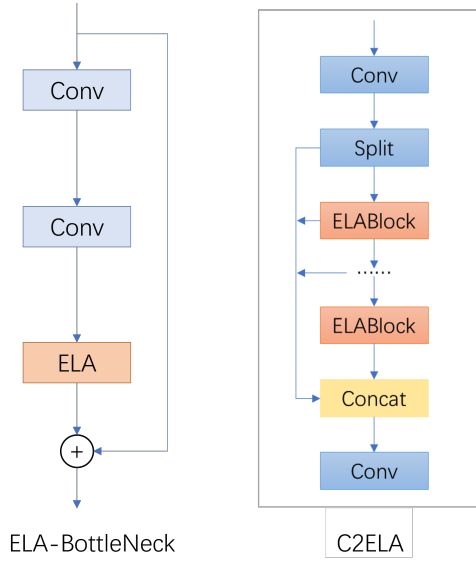 Conv
Conv
ELA
+
ELA-BottleNeck
Conv
Split
ELABlock
......
ELABlock
Concat
Conv
C2ELA